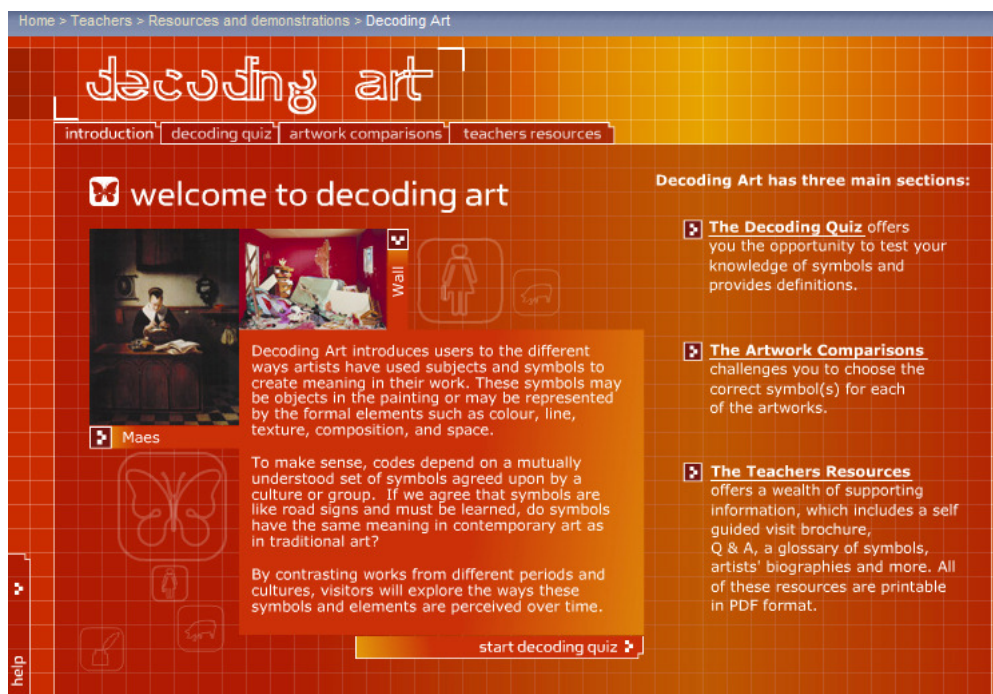 Home > Teachers > Resources and demonstrations > Decoding Art
decoding art
introduction
decoding quiz
artwork comparisons
teachers resources
welcome to decoding art
Wall
Maes
Decoding Art introduces users to the different
ways artists have used subjects and symbols to
create meaning in their work. These symbols may
be objects in the painting or may be represented
by the formal elements such as colour, line,
texture, composition, and space.
To make sense, codes depend on a mutually
understood set of symbols agreed upon by a
culture or group. If we agree that symbols are
like road signs and must be learned, do symbols
have the same meaning in contemporary art as
in traditional art?
By contrasting works from different periods and
cultures, visitors will explore the ways these
symbols and elements are perceived over time.
start decoding quiz
Decoding Art has three main sections:
The Decoding Quiz offers
you the opportunity to test your
knowledge of symbols and
provides definitions.
The Artwork Comparisons
challenges you to choose the
correct symbol(s) for each
of the artworks.
The Teachers Resources
offers a wealth of supporting
information, which includes a self
guided visit brochure,
Q & A, a glossary of symbols,
artists' biographies and more. All
of these resources are printable
in PDF format.
help